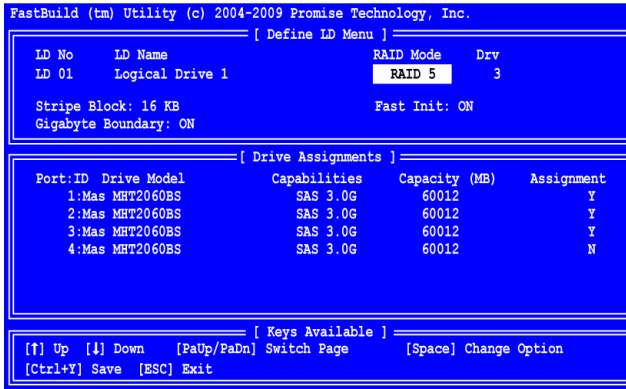 FastBuild (tm) Utility (c) 2004-2009 Promise Technology, Inc.
[ Define LD Menu ]
LD No LD Name RAID Mode Drv
LD 01 Logical Drive 1 RAID 5 3
Stripe Block: 16 KB Fast Init: ON
Gigabyte Boundary: ON
[ Drive Assignments ]
Port:ID Drive Model Capabilities Capacity (MB) Assignment
1:Mas MHT2060BS SAS 3.0G 60012 Y
2:Mas MHT2060BS SAS 3.0G 60012 Y
3:Mas MHT2060BS SAS 3.0G 60012 Y
4:Mas MHT2060BS SAS 3.0G 60012 N
[ Keys Available ]
[↑] Up [↓] Down [PaUp/PaDn] Switch Page [Space] Change Option
[Ctrl+Y] Save [ESC] Exit